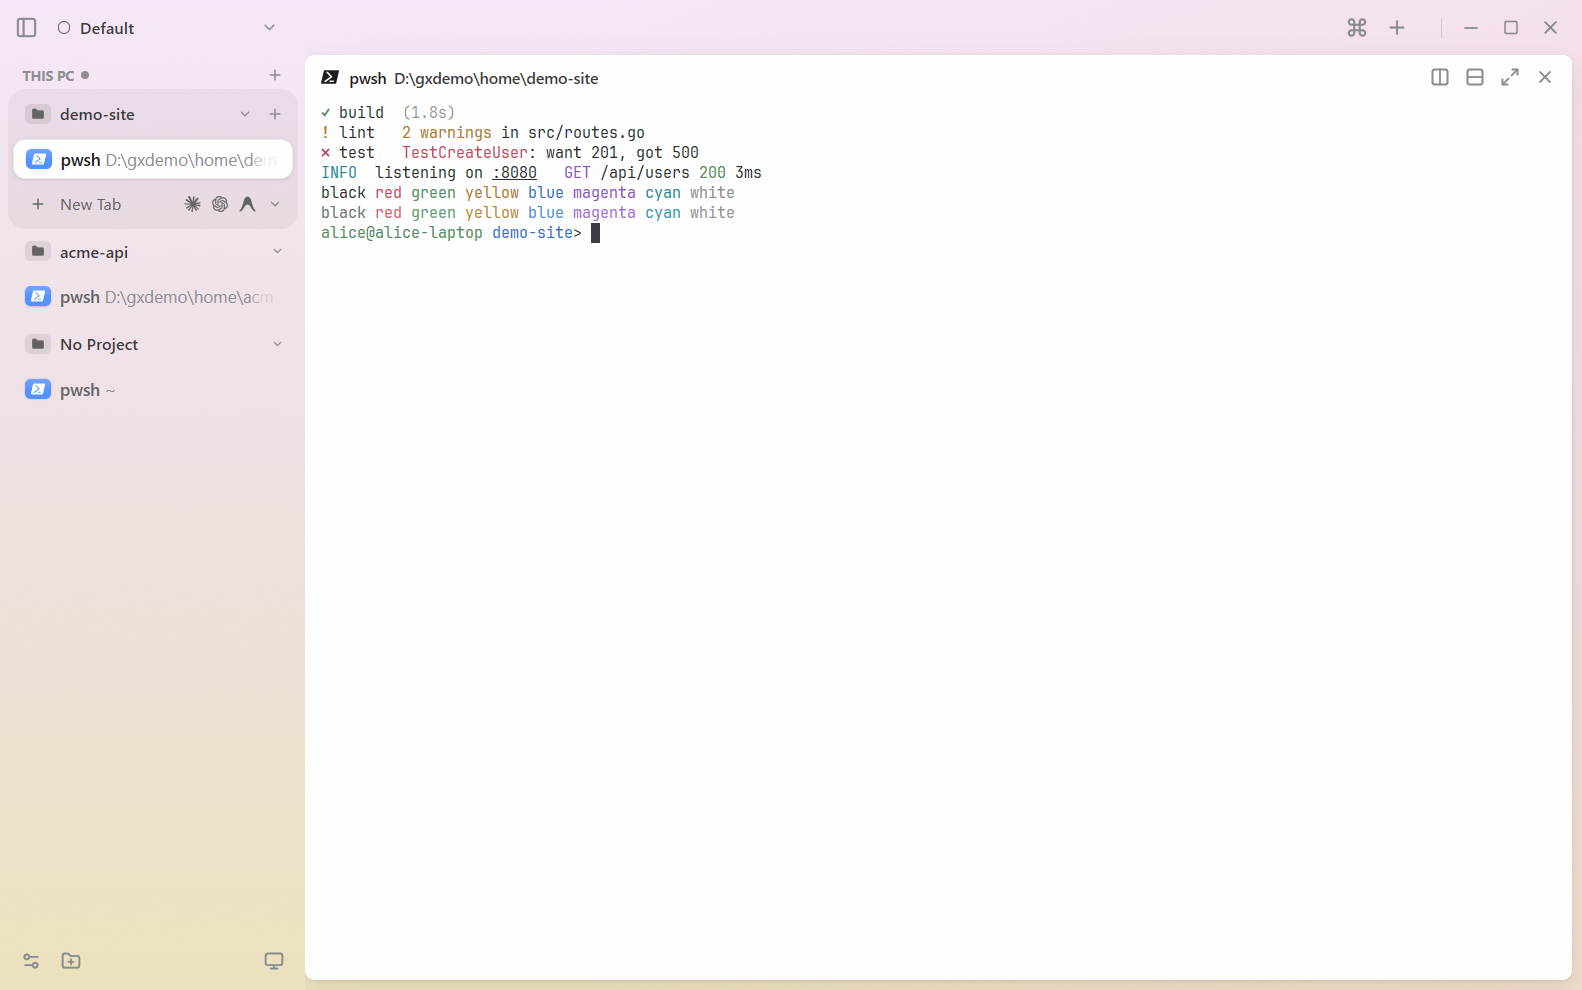 Default
THIS PC
demo-site
pwsh D:\gxdemo\home\dem
New Tab
acme-api
pwsh D:\gxdemo\home\acm
No Project
pwsh ~
pwsh D:\gxdemo\home\demo-site
✓ build (1.8s)
! lint 2 warnings in src/routes.go
× test TestCreateUser: want 201, got 500
INFO listening on :8080 GET /api/users 200 3ms
black red green yellow blue magenta cyan white
black red green yellow blue magenta cyan white
alice@alice-laptop demo-site>